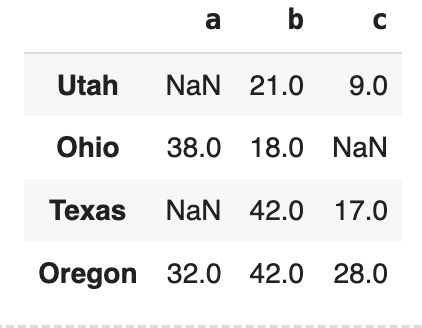 a b c
Utah NaN 21.0 9.0
Ohio 38.0 18.0 NaN
Texas NaN 42.0 17.0
Oregon 32.0 42.0 28.0